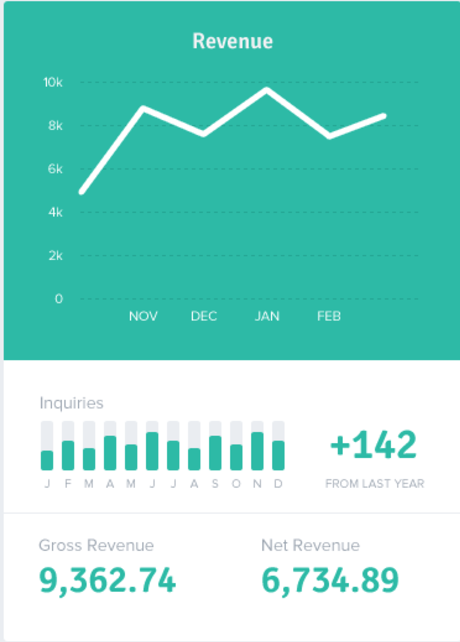 Revenue
10k
8k
6k
4k
2k
0
NOV DEC JAN FEB
Inquiries
+142
J F M A M J J A S O N D
FROM LAST YEAR
Gross Revenue
9,362.74
Net Revenue
6,734.89